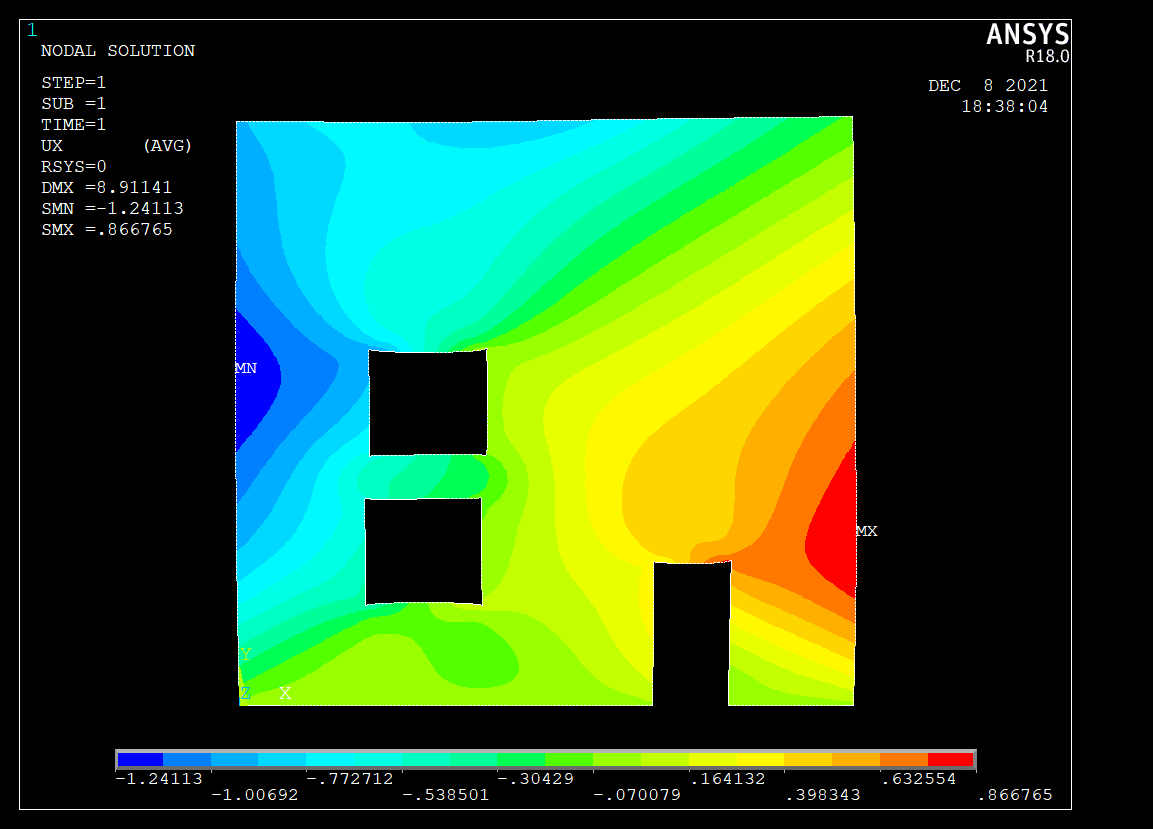 1
ANSYS
R18.0
NODAL SOLUTION
STEP=1
SUB =1
TIME=1
UX (AVG)
RSYS=0
DMX =8.91141
SMN =-1.24113
SMX =.866765
DEC 8 2021
18:38:04
MN
MX
Y
Z X
-1.24113 -.772712 -.30429 .164132 .632554
-1.00692 -.538501 -.070079 .398343 .866765